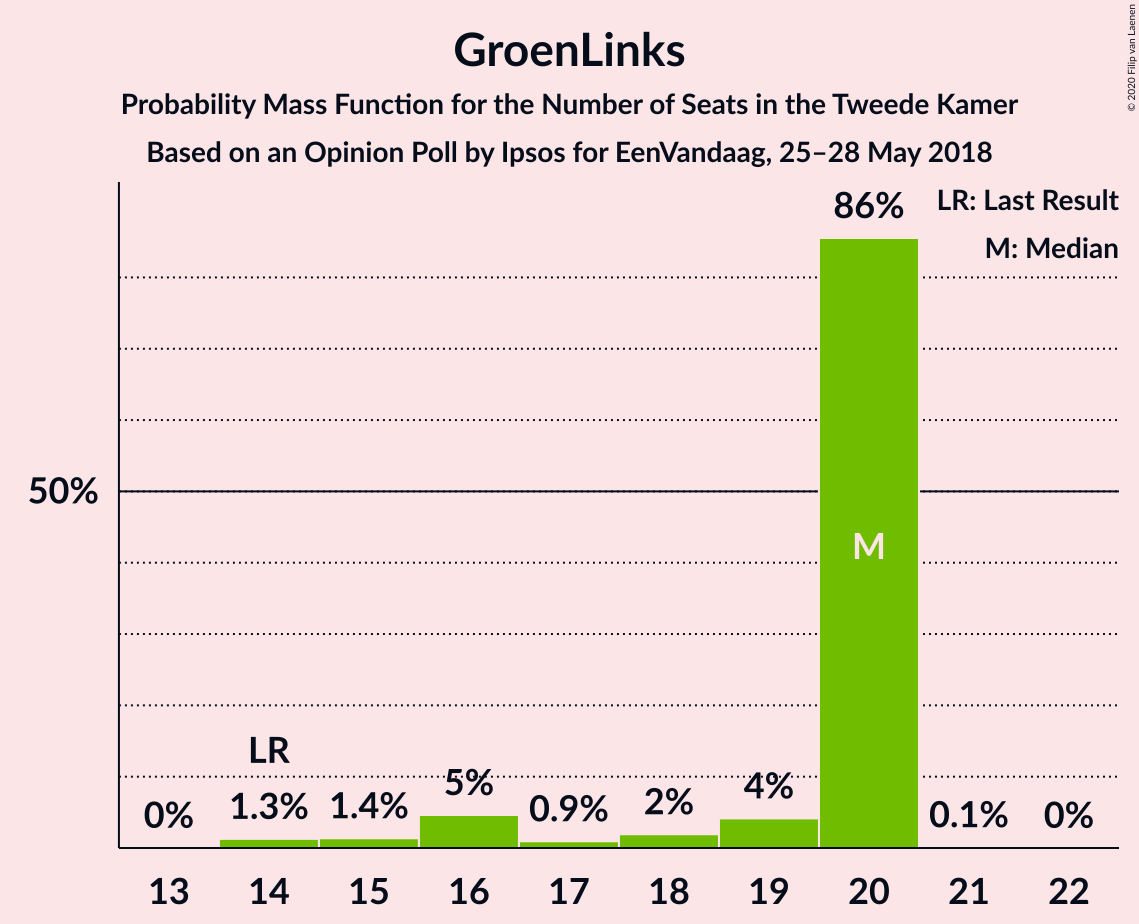 GroenLinks
Probability Mass Function for the Number of Seats in the Tweede Kamer
Based on an Opinion Poll by Ipsos for EenVandaag, 25–28 May 2018
© 2020 Filip van Laenen
LR: Last Result
M: Median
86%
50%
M
LR
0%
1.3%
1.4%
5%
0.9%
2%
4%
0.1%
0%
13 14 15 16 17 18 19 20 21 22